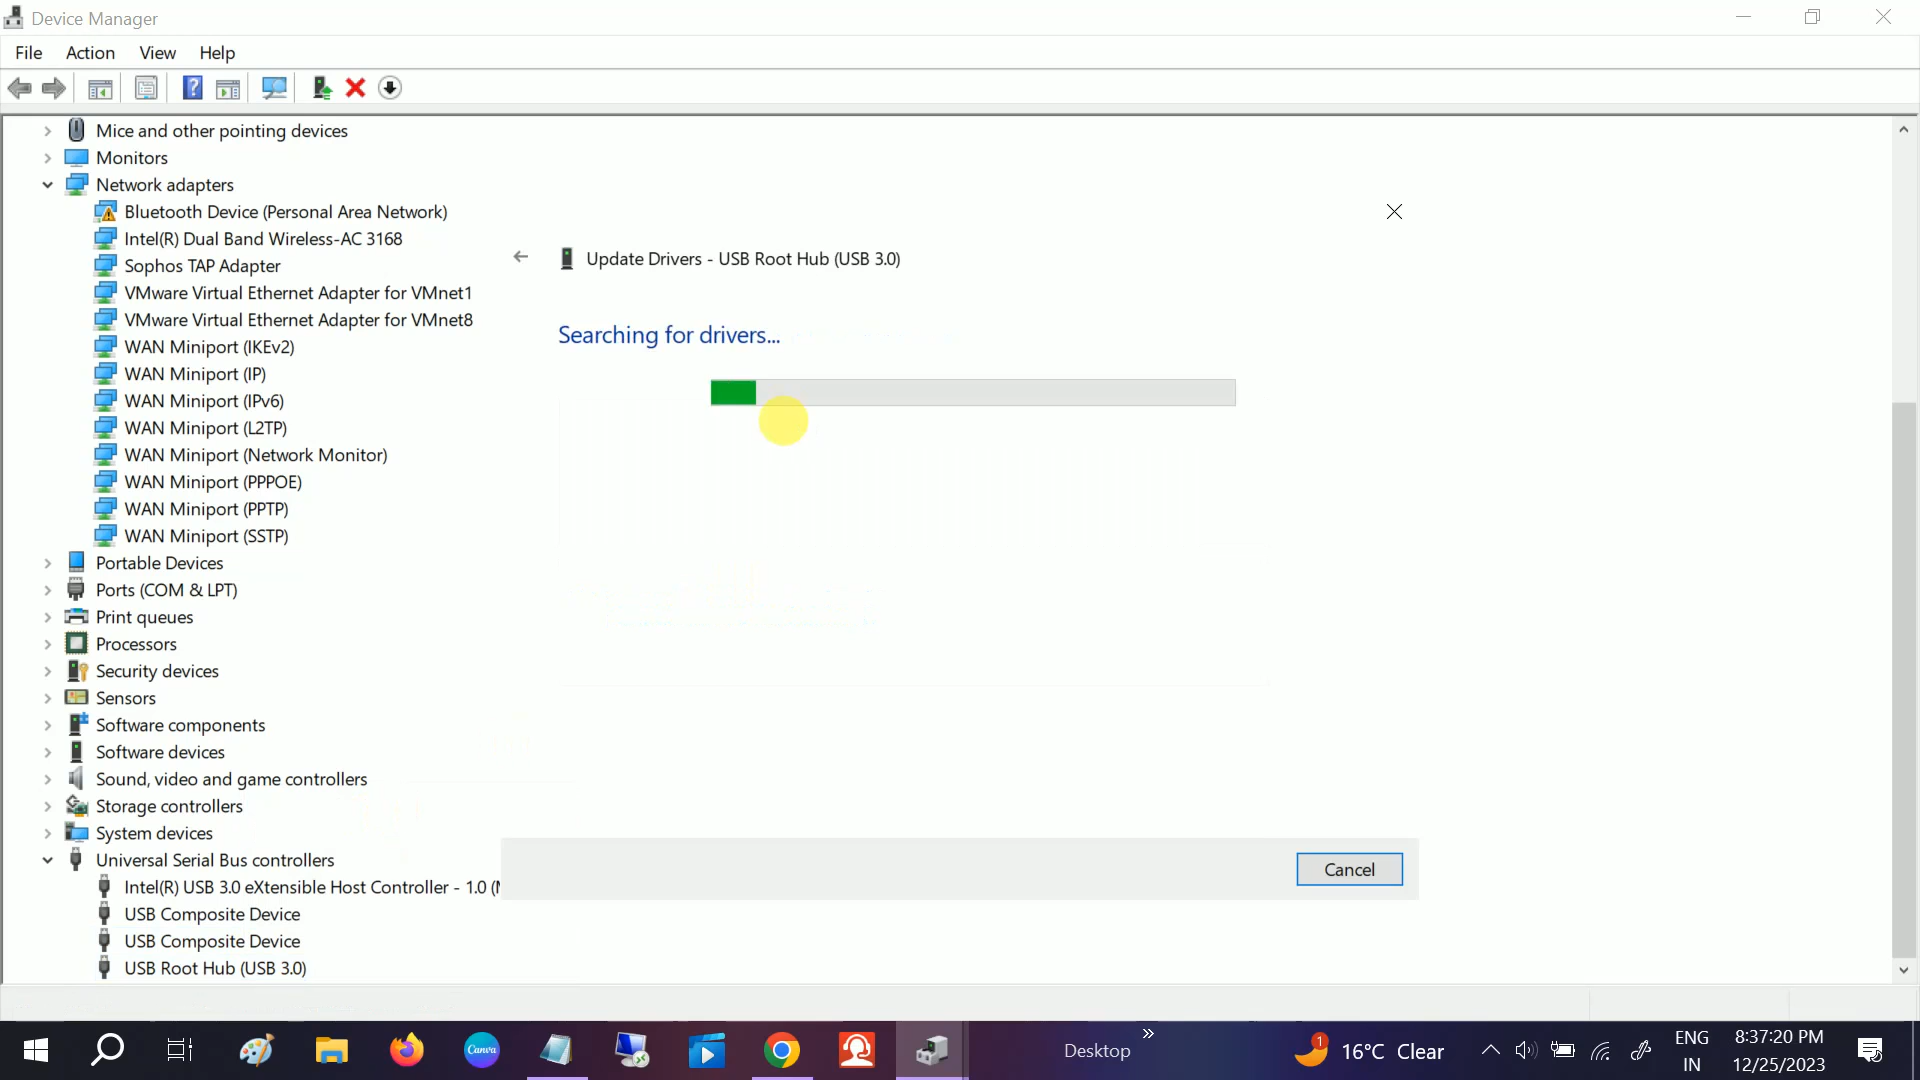 Device Manager
File Action View Help
Mice and other pointing devices
Monitors
Network adapters
Bluetooth Device (Personal Area Network)
Intel(R) Dual Band Wireless-AC 3168
Sophos TAP Adapter
VMware Virtual Ethernet Adapter for VMnet1
VMware Virtual Ethernet Adapter for VMnet8
WAN Miniport (IKEv2)
WAN Miniport (IP)
WAN Miniport (IPv6)
WAN Miniport (L2TP)
WAN Miniport (Network Monitor)
WAN Miniport (PPPOE)
WAN Miniport (PPTP)
WAN Miniport (SSTP)
Portable Devices
Ports (COM & LPT)
Print queues
Processors
Security devices
Sensors
Software components
Software devices
Sound, video and game controllers
Storage controllers
System devices
Universal Serial Bus controllers
Intel(R) USB 3.0 eXtensible Host Controller - 1.0 (
USB Composite Device
USB Composite Device
USB Root Hub (USB 3.0)
Update Drivers - USB Root Hub (USB 3.0)
Searching for drivers...
Cancel
Canva
Desktop
1
16°C Clear
ENG
IN
8:37:20 PM
12/25/2023